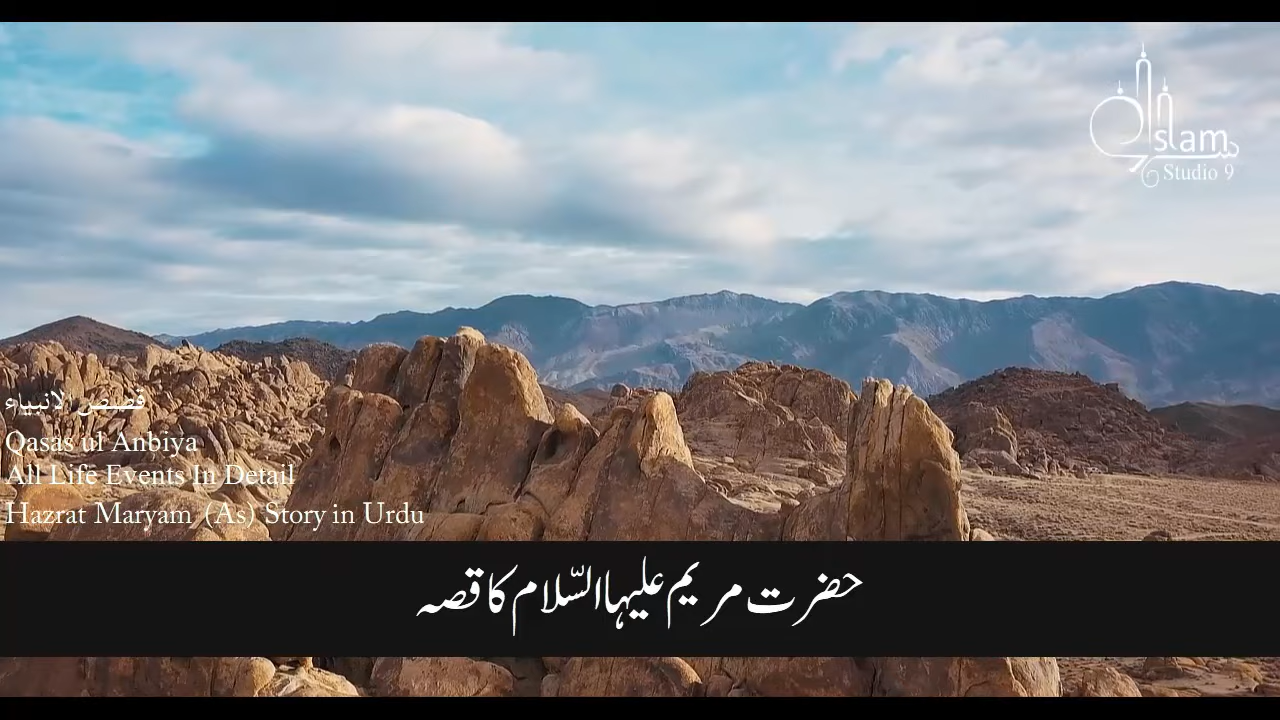 Islam
Studio 9
قصص الانبیاء
Qasas ul Anbiya
All Life Events In Detail
Hazrat Maryam (As) Story in Urdu
حضرت مریم علیہا السّلام کا قصہ